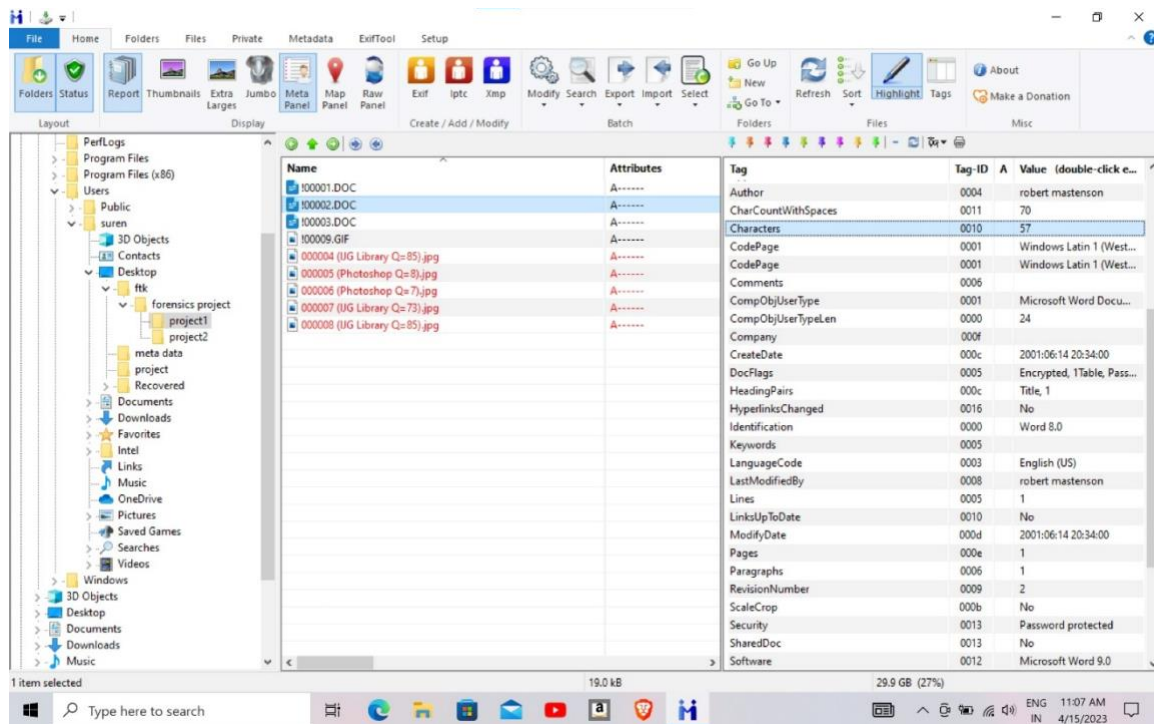 File Home Folders Files Private Metadata ExifTool Setup
Folders Status Report Thumbnails Extra Larges Jumbo Meta Panel Map Panel Raw Panel Exif Iptc Xmp Modify Search Export Import Select Go Up New Go To Refresh Sort Highlight Tags About Make a Donation
Layout Display Create / Add / Modify Batch Folders Files Misc
PerfLogs
Program Files
Program Files (x86)
Users
Public
suren
3D Objects
Contacts
Desktop
ftk
forensics project
project1
project2
meta data
project
Recovered
Documents
Downloads
Favorites
Intel
Links
Music
OneDrive
Pictures
Saved Games
Searches
Videos
Windows
3D Objects
Desktop
Documents
Downloads
Music
Name Attributes
!00001.DOC A------
!00002.DOC A------
!00003.DOC A------
!00009.GIF A------
000004 (IJG Library Q=85).jpg A------
000005 (Photoshop Q=8).jpg A------
000006 (Photoshop Q=7).jpg A------
000007 (IJG Library Q=73).jpg A------
000008 (IJG Library Q=85).jpg A------
Tag Tag-ID A Value (double-click e...
Author 0004 robert mastenson
CharCountWithSpaces 0011 70
Characters 0010 57
CodePage 0001 Windows Latin 1 (West...
CodePage 0001 Windows Latin 1 (West...
Comments 0006
CompObjUserType 0001 Microsoft Word Docu...
CompObjUserTypeLen 0000 24
Company 000f
CreateDate 000c 2001:06:14 20:34:00
DocFlags 0005 Encrypted, 1Table, Pass...
HeadingPairs 000c Title, 1
HyperlinksChanged 0016 No
Identification 0000 Word 8.0
Keywords 0005
LanguageCode 0003 English (US)
LastModifiedBy 0008 robert mastenson
Lines 0005 1
LinksUpToDate 0010 No
ModifyDate 000d 2001:06:14 20:34:00
Pages 000e 1
Paragraphs 0006 1
RevisionNumber 0009 2
ScaleCrop 000b No
Security 0013 Password protected
SharedDoc 0013 No
Software 0012 Microsoft Word 9.0
1 item selected 19.0 kB 29.9 GB (27%)
Type here to search a ENG 11:07 AM
IN 4/15/2023